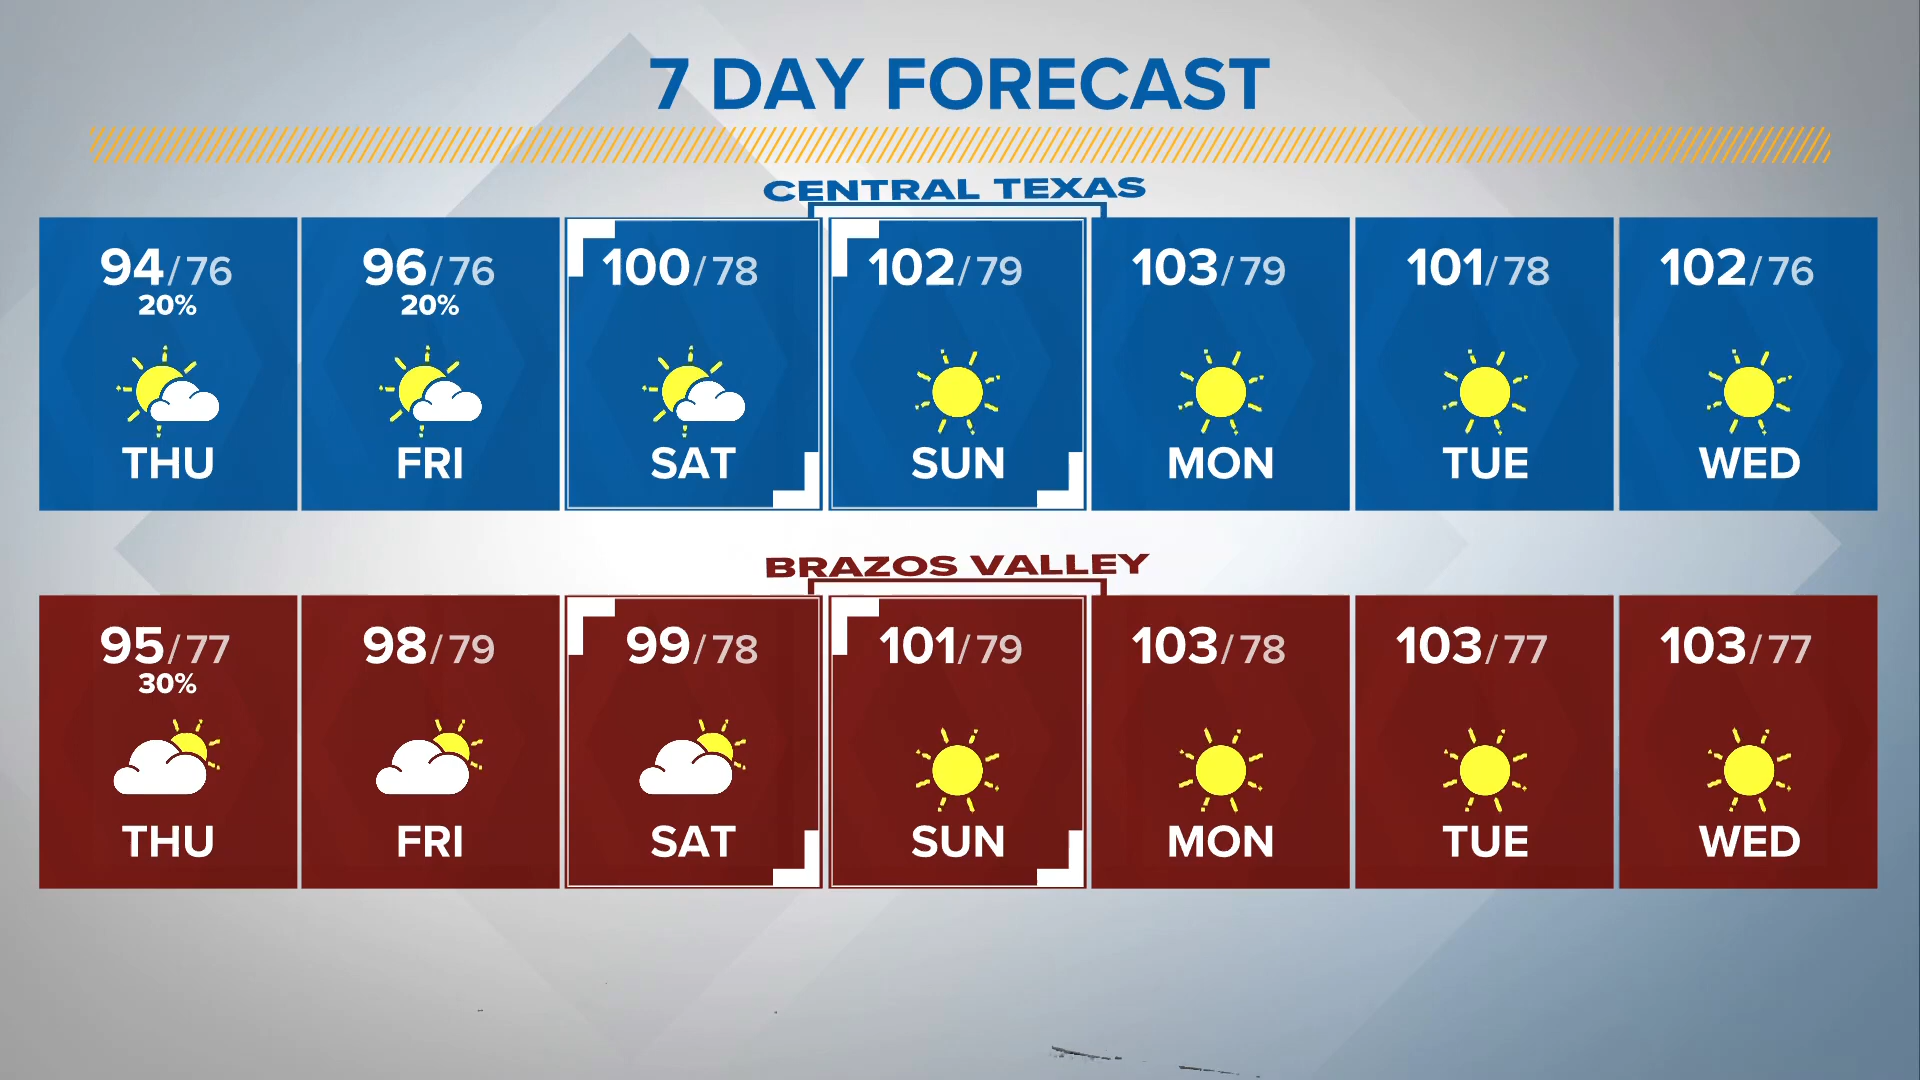 7 DAY FORECAST
CENTRAL TEXAS
94/76 96/76 100/78 102/79 103/79 101/78 102/76
20% 20%
THU FRI SAT SUN MON TUE WED
BRAZOS VALLEY
95/77 98/79 99/78 101/79 103/78 103/77 103/77
30%
THU FRI SAT SUN MON TUE WED